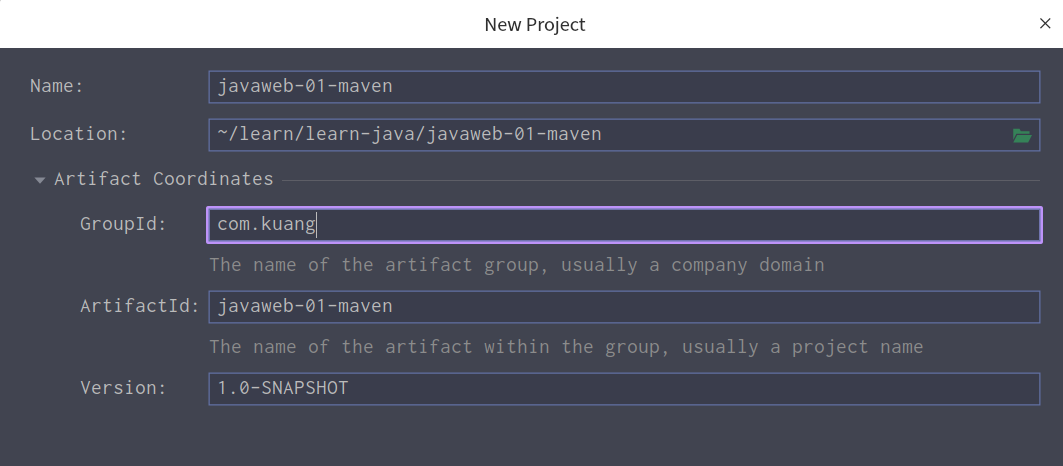 New Project
Name: javaweb-01-maven
Location: ~/learn/learn-java/javaweb-01-maven
Artifact Coordinates
GroupId: com.kuang
The name of the artifact group, usually a company domain
ArtifactId: javaweb-01-maven
The name of the artifact within the group, usually a project name
Version: 1.0-SNAPSHOT